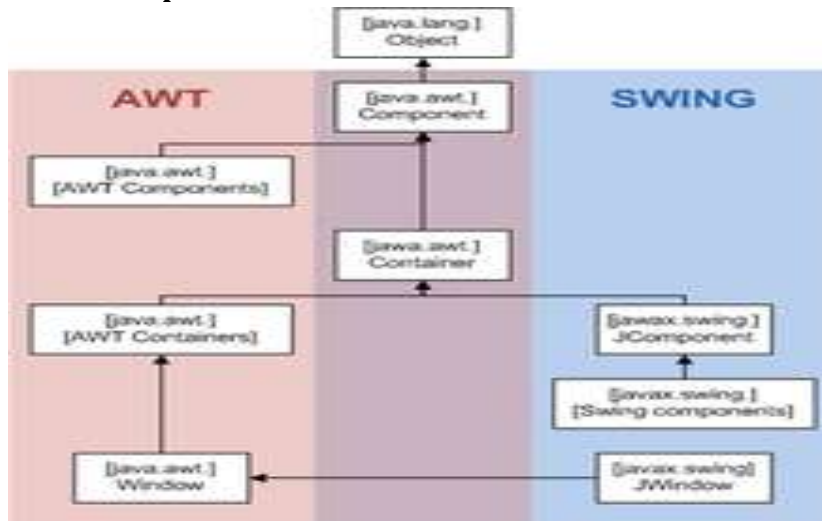 [java.lang.]
Object
AWT
SWING
[java.awt.]
Component
[java.awt.]
[AWT Components]
[java.awt.]
Container
[java.awt.]
[AWT Containers]
[javax.swing.]
JComponent
[javax.swing.]
[Swing components]
[java.awt.]
Window
[javax.swing]
JWindow